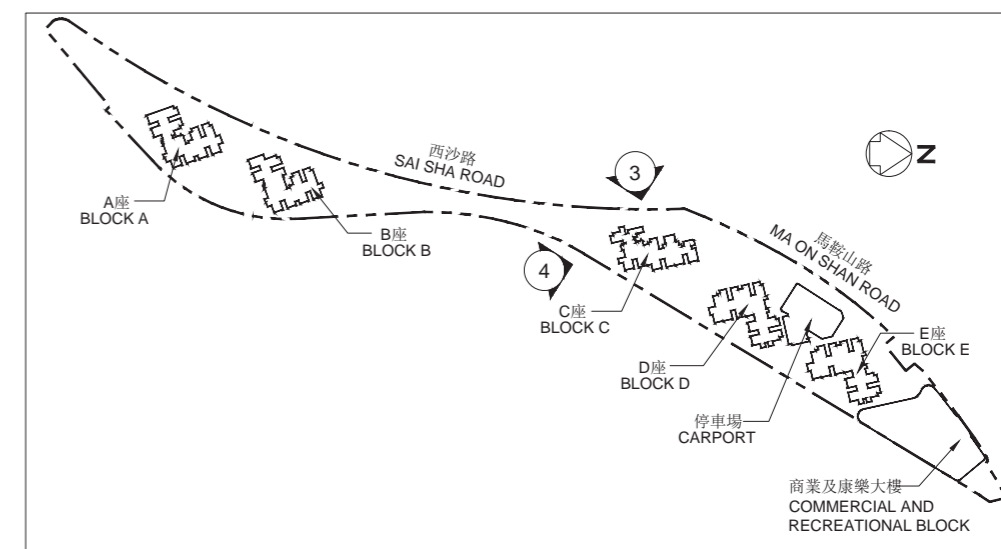 西沙路
SAI SHA ROAD
3
N
A座
BLOCK A
B座
BLOCK B
馬鞍山路
MA ON SHAN ROAD
4
C座
BLOCK C
E座
BLOCK E
D座
BLOCK D
停車場
CARPORT
商業及康樂大樓
COMMERCIAL AND
RECREATIONAL BLOCK